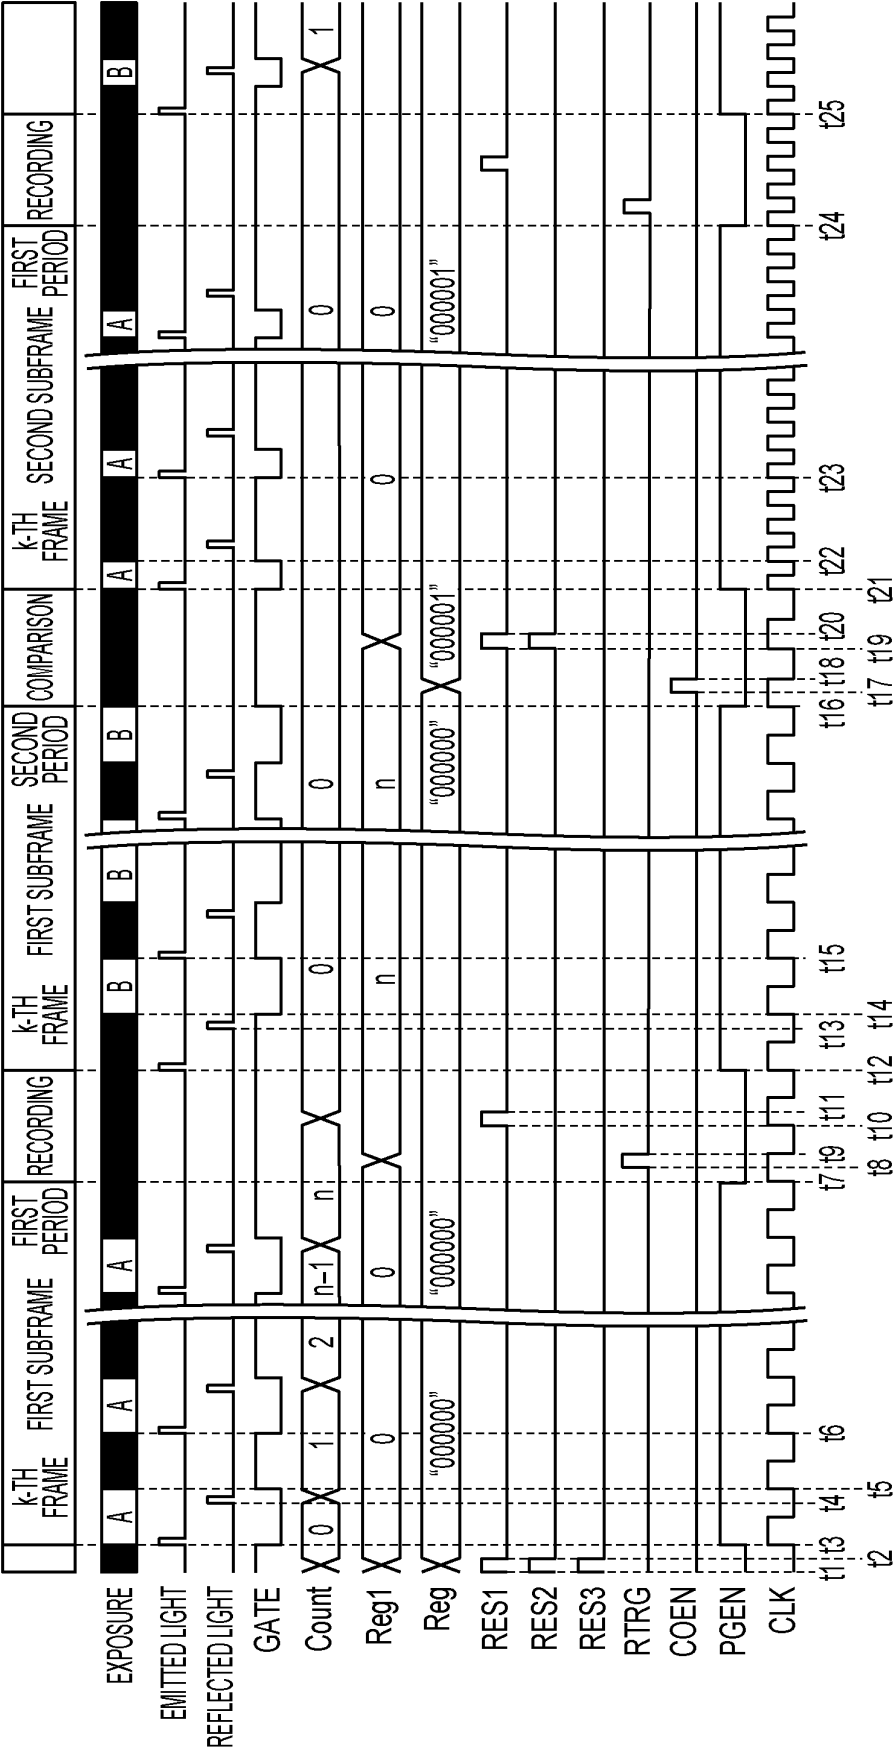 k-TH FRAME FIRST SUBFRAME FIRST PERIOD RECORDING k-TH FRAME FIRST SUBFRAME SECOND PERIOD COMPARISON k-TH FRAME SECOND SUBFRAME FIRST PERIOD RECORDING
EXPOSURE A A A B B B A A A B
EMITTED LIGHT
REFLECTED LIGHT
GATE
Count 0 1 2 n-1 n 0 0 0 1
Reg1 0 0 n n 0 0
Reg "000000" "000000" "000000" "000001" "000001"
RES1
RES2
RES3
RTRG
COEN
PGEN
CLK
t1 t3 t4 t6 t7 t9 t11 t13 t15 t16 t18 t20 t22 t23 t24 t25
t2 t5 t8 t10 t12 t14 t17 t19 t21